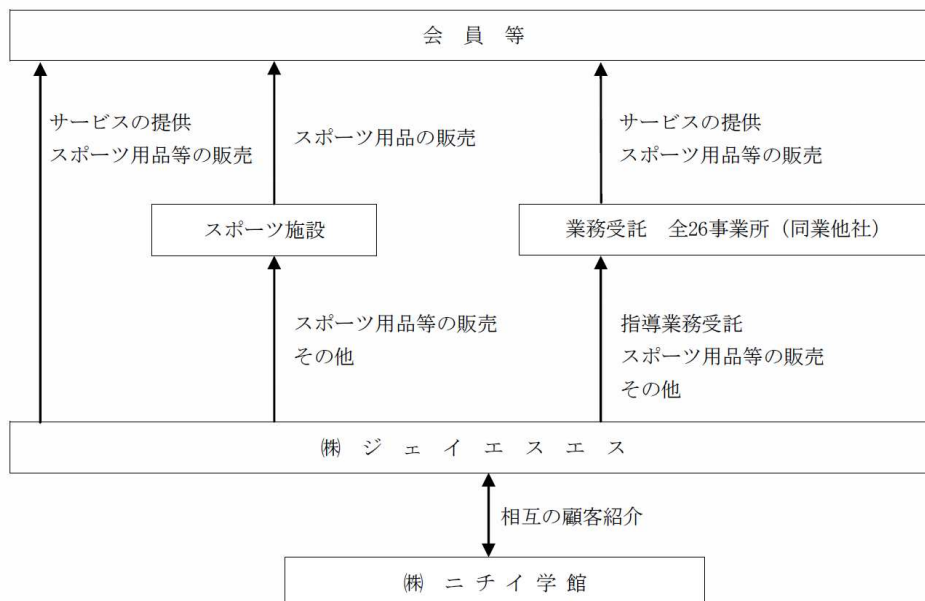 会 員 等
サービスの提供
スポーツ用品等の販売
スポーツ用品の販売
サービスの提供
スポーツ用品等の販売
スポーツ施設
業務受託 全26事業所（同業他社）
スポーツ用品等の販売
その他
指導業務受託
スポーツ用品等の販売
その他
㈱ ジ ェ イ エ ス エ ス
相互の顧客紹介
㈱ ニ チ イ 学 館